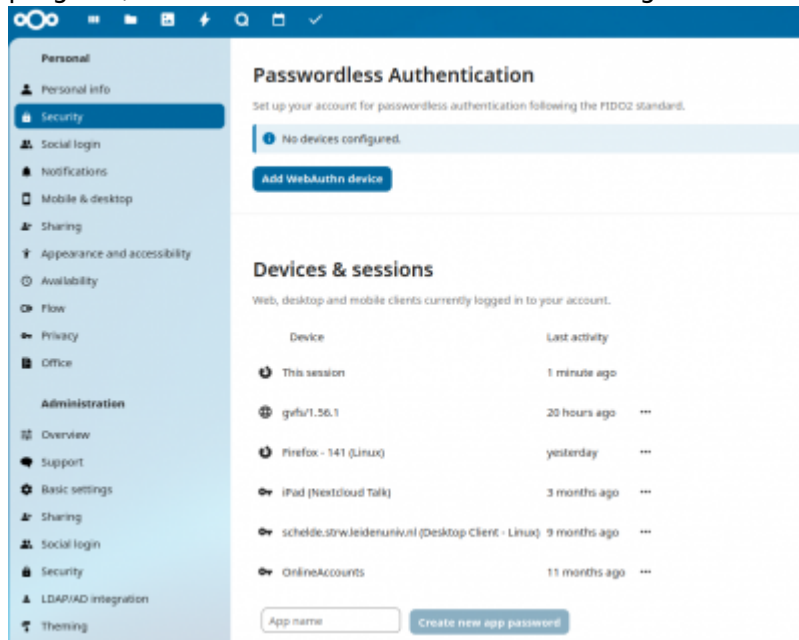 Personal
Personal info
Security
Social login
Notifications
Mobile & desktop
Sharing
Appearance and accessibility
Availability
Flow
Privacy
Office
Administration
Overview
Support
Basic settings
Sharing
Social login
Security
LDAP/AD integration
Theming
Passwordless Authentication
Set up your account for passwordless authentication following the FIDO2 standard.
No devices configured.
Add WebAuthn device
Devices & sessions
Web, desktop and mobile clients currently logged in to your account.
Device Last activity
This session 1 minute ago
gvfs/1.56.1 20 hours ago
Firefox - 141 (Linux) yesterday
iPad (Nextcloud Talk) 3 months ago
schelde.strw.leidenuniv.nl (Desktop Client - Linux) 9 months ago
OnlineAccounts 11 months ago
App name Create new app password